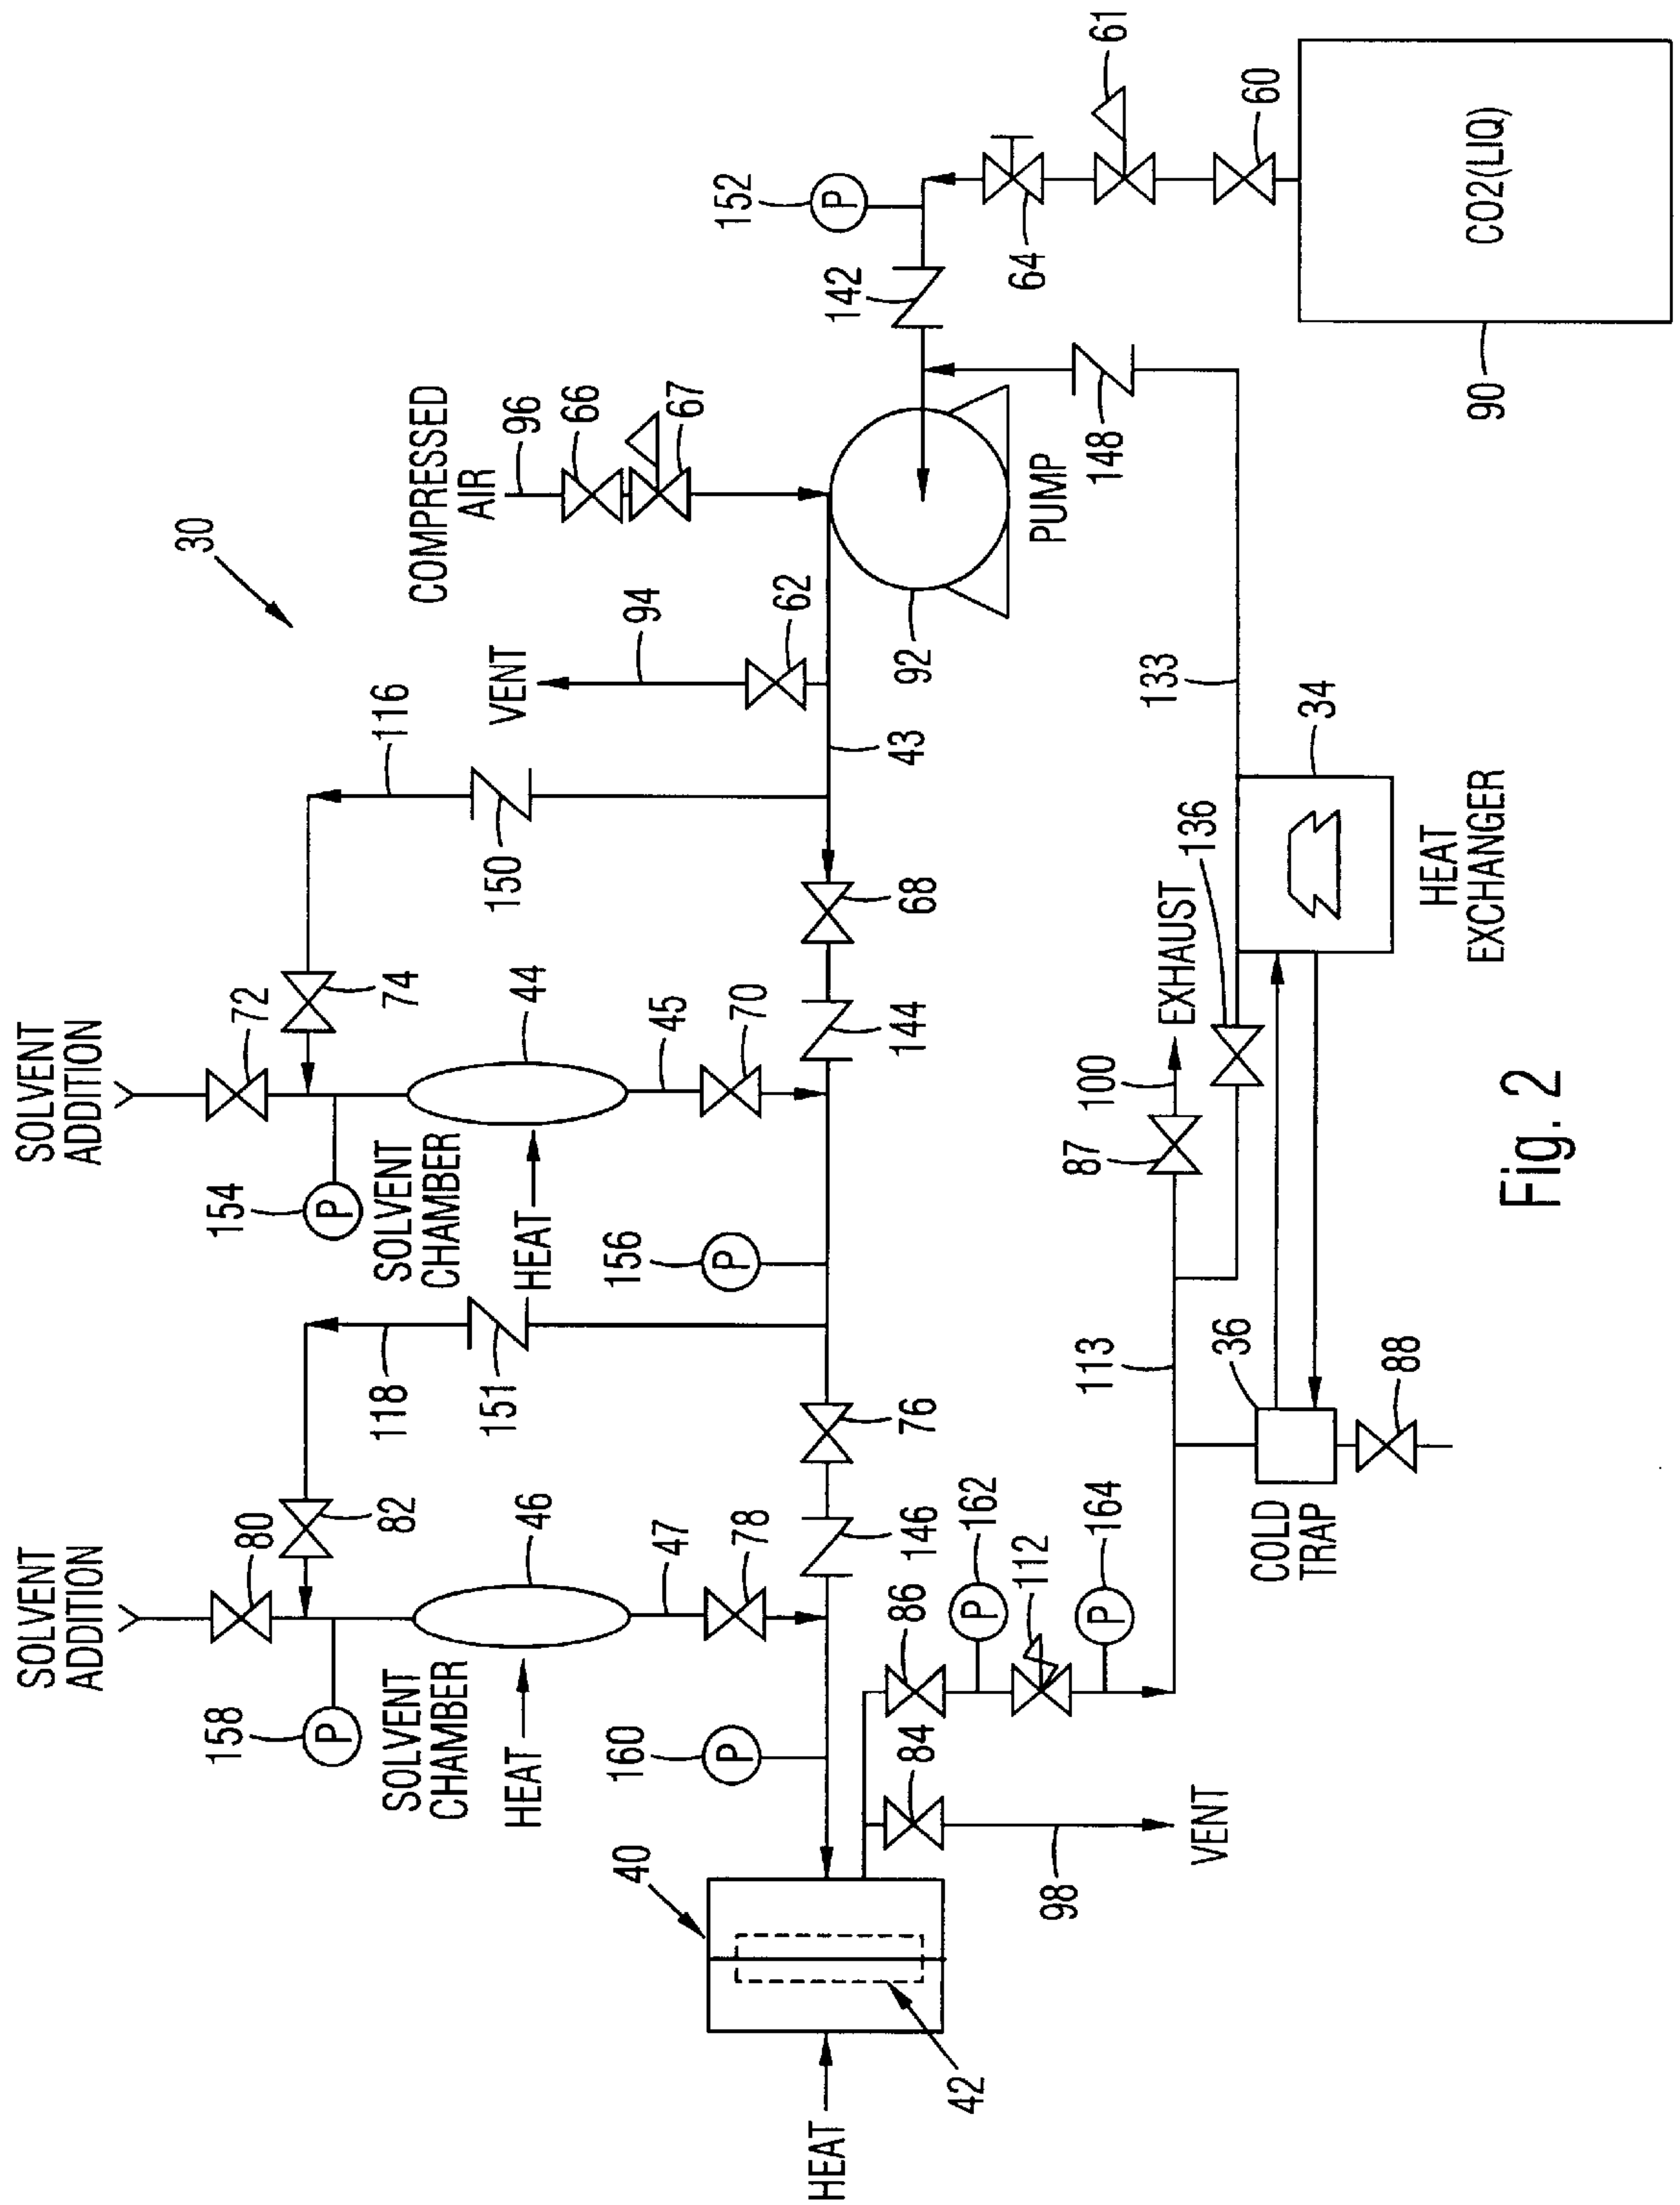 SOLVENT
ADDITION
SOLVENT
ADDITION
80
72
82
74
158
P
154
P
118
116
30
SOLVENT
CHAMBER
SOLVENT
CHAMBER
46
44
HEAT
HEAT
151
150
VENT
COMPRESSED
AIR
96
66
67
94
47
45
78
70
160
P
156
P
62
152
P
40
HEAT
42
146
76
144
68
43
92
PUMP
142
64
61
60
86
84
162
P
112
164
P
98
VENT
113
87
100
EXHAUST
136
133
148
36
COLD
TRAP
88
34
HEAT
EXCHANGER
90
CO2(LIQ)
Fig. 2